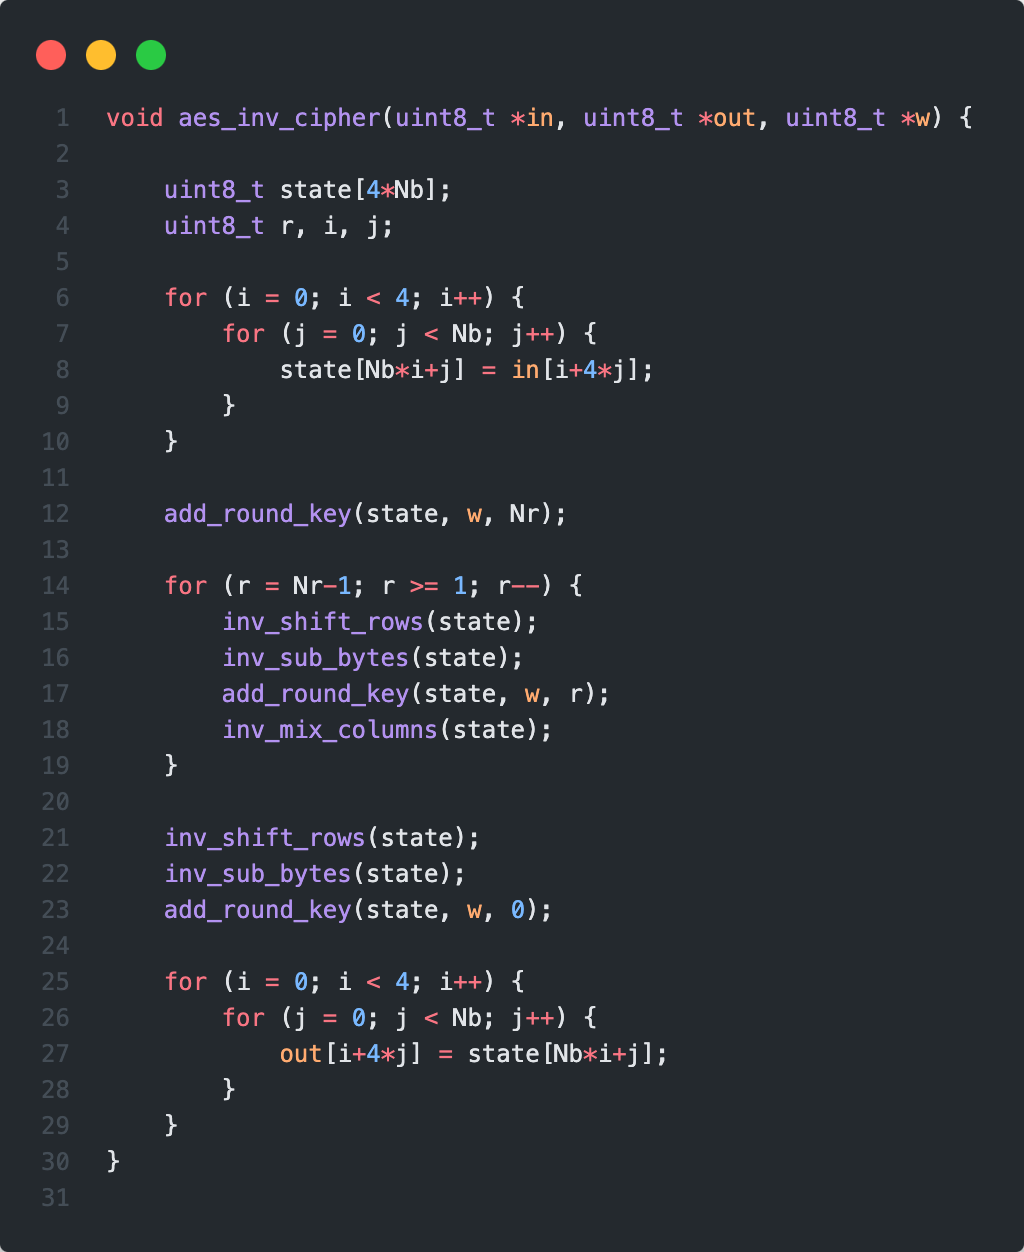 1 void aes_inv_cipher(uint8_t *in, uint8_t *out, uint8_t *w) {
2
3     uint8_t state[4*Nb];
4     uint8_t r, i, j;
5
6     for (i = 0; i < 4; i++) {
7         for (j = 0; j < Nb; j++) {
8             state[Nb*i+j] = in[i+4*j];
9         }
10     }
11
12     add_round_key(state, w, Nr);
13
14     for (r = Nr-1; r >= 1; r--) {
15         inv_shift_rows(state);
16         inv_sub_bytes(state);
17         add_round_key(state, w, r);
18         inv_mix_columns(state);
19     }
20
21     inv_shift_rows(state);
22     inv_sub_bytes(state);
23     add_round_key(state, w, 0);
24
25     for (i = 0; i < 4; i++) {
26         for (j = 0; j < Nb; j++) {
27             out[i+4*j] = state[Nb*i+j];
28         }
29     }
30 }
31